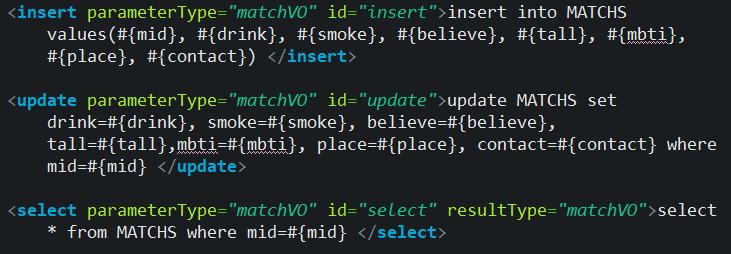 <insert parameterType="matchVO" id="insert">insert into MATCHS
values(#{mid}, #{drink}, #{smoke}, #{believe}, #{tall}, #{mbti},
#{place}, #{contact}) </insert>
<update parameterType="matchVO" id="update">update MATCHS set
drink=#{drink}, smoke=#{smoke}, believe=#{believe},
tall=#{tall},mbti=#{mbti}, place=#{place}, contact=#{contact} where
mid=#{mid} </update>
<select parameterType="matchVO" id="select" resultType="matchVO">select
* from MATCHS where mid=#{mid} </select>